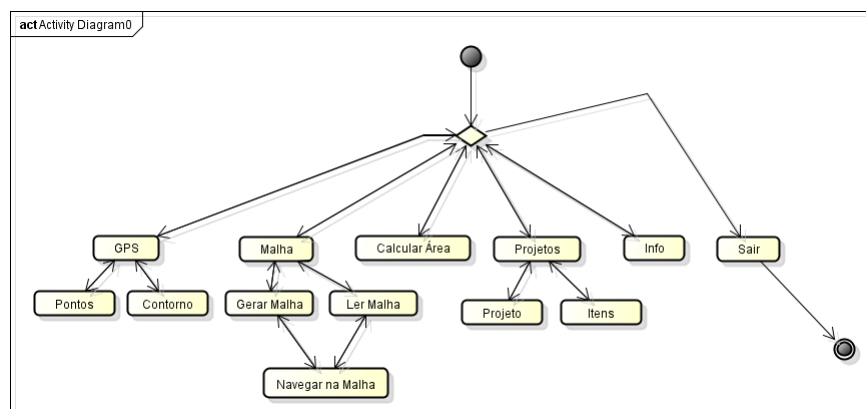 act Activity Diagram0
GPS
Malha
Calcular Área
Projetos
Info
Sair
Pontos
Contorno
Gerar Malha
Ler Malha
Projeto
Itens
Navegar na Malha